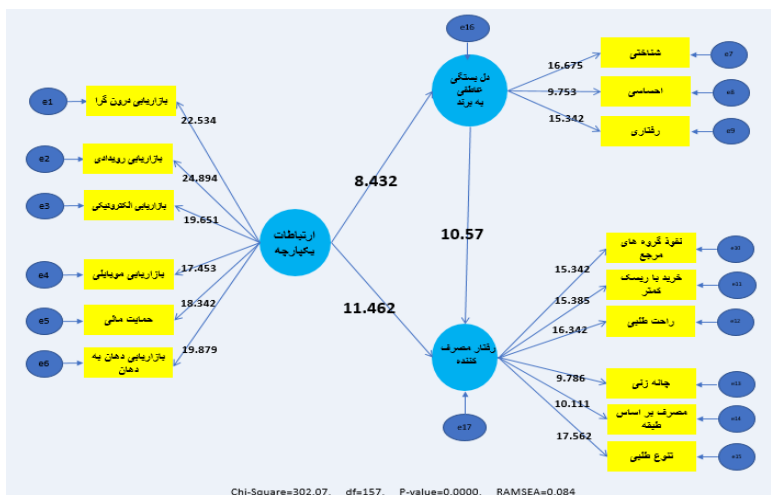 e16
شناختی
e7
16.675
دل بستگی
عاطفی
به برند
احساسی
e8
9.753
رفتاری
e9
15.342
e1
بازاریابی درون گرا
22.534
e2
بازاریابی رویدادی
24.894
e3
بازاریابی الکترونیکی
19.651
8.432
ارتباطات
یکپارچه
10.57
e4
بازاریابی موبایلی
17.453
e5
حمایت مالی
18.342
e6
بازاریابی دهان به
دهان
19.879
11.462
نفوذ گروه های
مرجع
e10
15.342
خرید با ریسک
کمتر
e11
15.385
راحت طلبی
e12
16.342
رفتار مصرف
کننده
e17
چانه زنی
e13
9.786
مصرف بر اساس
طبقه
e14
10.111
تنوع طلبی
e15
17.562
Chi-Square=302.07, df=157, P-value=0.0000, RAMSEA=0.084